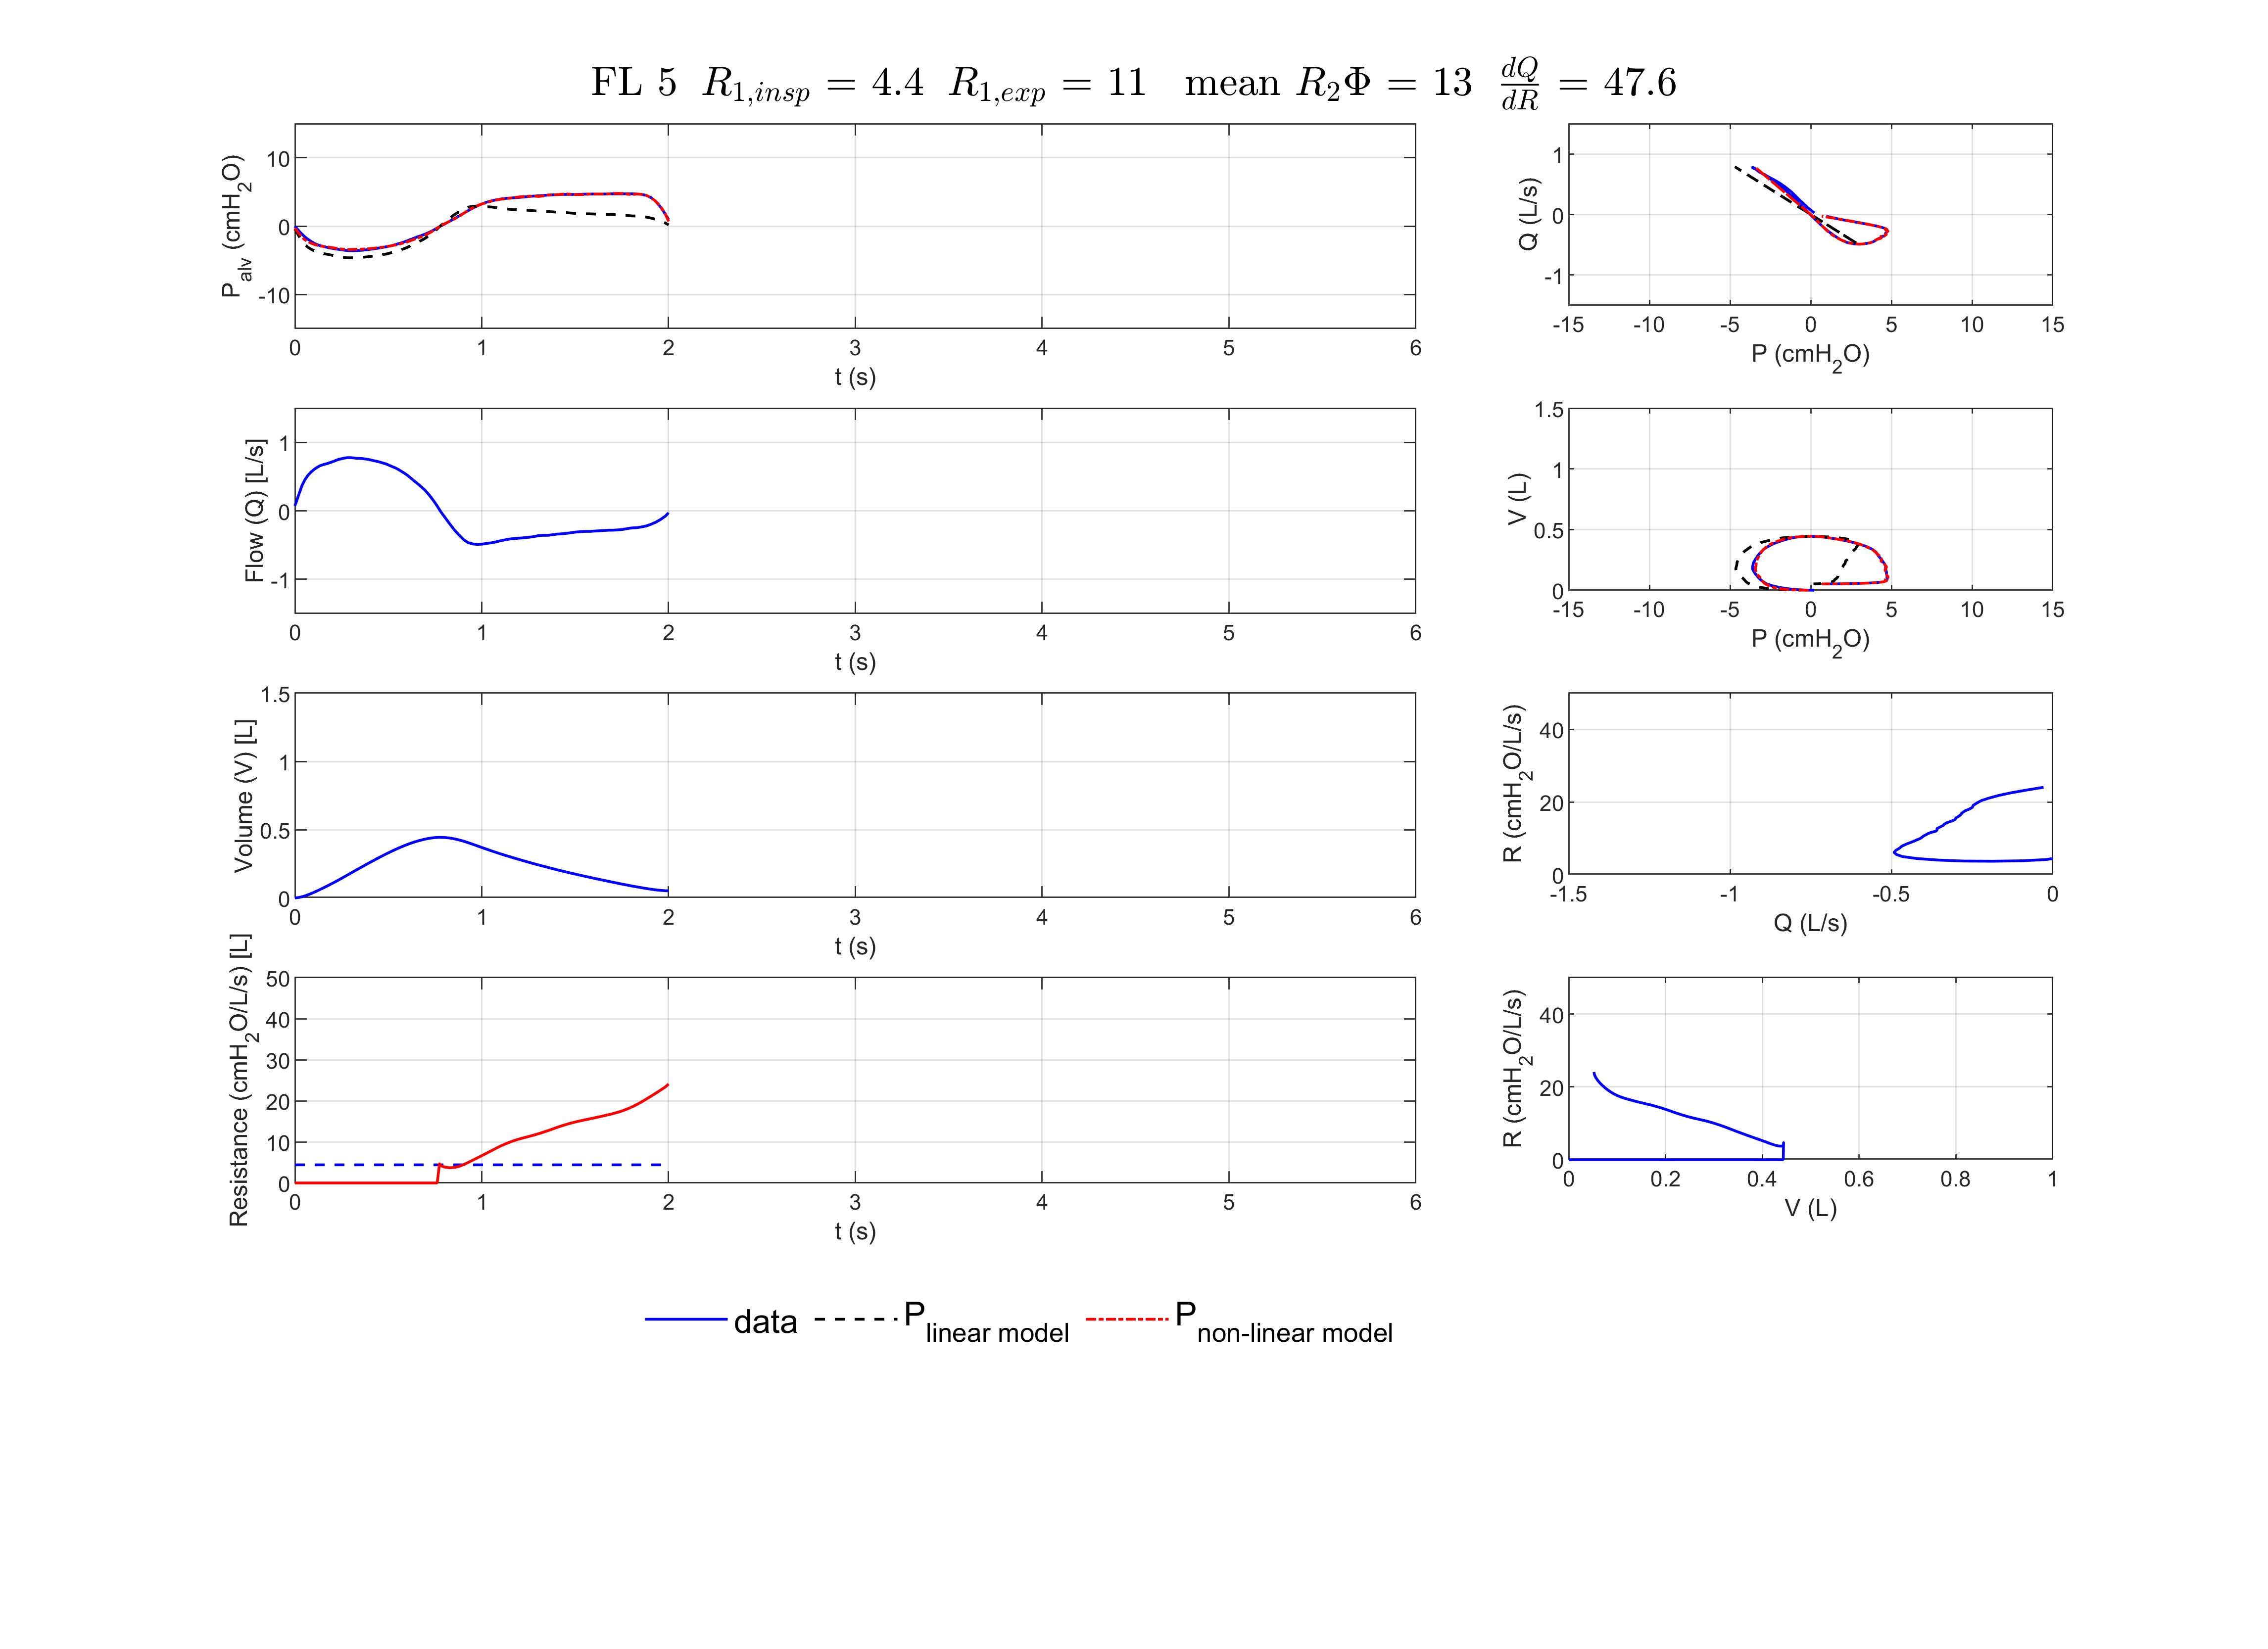 FL 5 R1,insp = 4.4 R1,exp = 11 mean R2Φ = 13 dQ/dR = 47.6
10
0
-10
Palv (cmH2O)
0 1 2 3 4 5 6
t (s)
1
0
-1
Q (L/s)
-15 -10 -5 0 5 10 15
P (cmH2O)
1
0
-1
Flow (Q) [L/s]
0 1 2 3 4 5 6
t (s)
1.5
1
0.5
0
V (L)
-15 -10 -5 0 5 10 15
P (cmH2O)
1.5
1
0.5
0
Volume (V) [L]
0 1 2 3 4 5 6
t (s)
40
20
0
R (cmH2O/L/s)
-1.5 -1 -0.5 0
Q (L/s)
50
40
30
20
10
0
Resistance (cmH2O/L/s) [L]
0 1 2 3 4 5 6
t (s)
40
20
0
R (cmH2O/L/s)
0 0.2 0.4 0.6 0.8 1
V (L)
data Plinear model Pnon-linear model